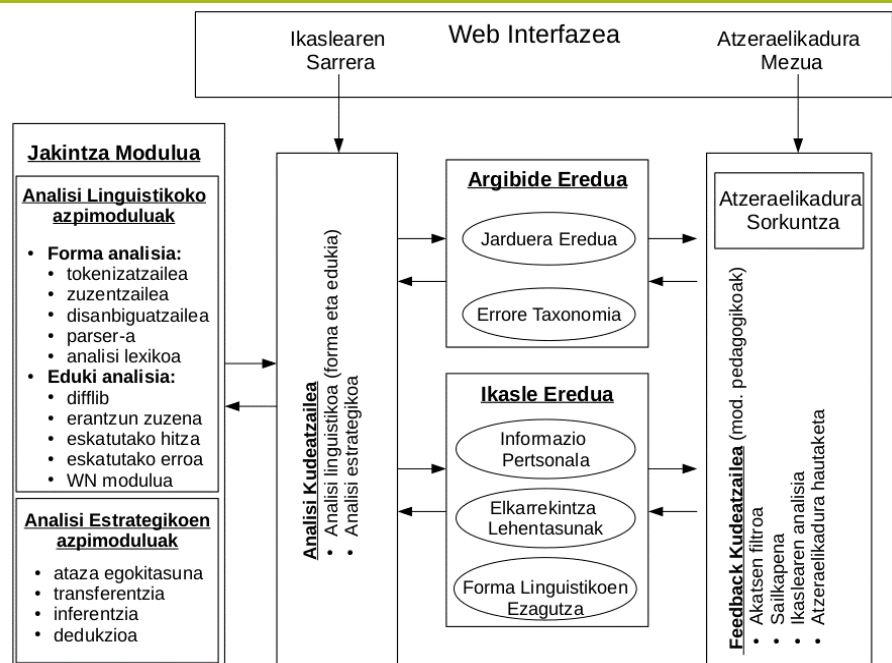 Web Interfazea
Ikaslearen
Sarrera
Atzeraelikadura
Mezua
Jakintza Modulua
Analisi Linguistikoko
azpimoduluak
• Forma analisia:
• tokenizatzailea
• zuzentzailea
• disanbiguatzailea
• parser-a
• analisi lexikoa
• Eduki analisia:
• difflib
• erantzun zuzena
• eskatutako hitza
• eskatutako erroa
• WN modulua
Analisi Estrategikoen
azpimoduluak
• ataza egokitasuna
• transferentzia
• inferentzia
• dedukzioa
Analisi Kudeatzailea
• Analisi linguistikoa (forma eta edukia)
• Analisi estrategikoa
Argibide Eredua
Jarduera Eredua
Errore Taxonomia
Ikasle Eredua
Informazio
Pertsonala
Elkarrekintza
Lehentasunak
Forma Linguistikoen
Ezagutza
Atzeraelikadura
Sorkuntza
Feedback Kudeatzailea (mod. pedagogikoak)
• Akatsen filtroa
• Sailkapena
• Ikaslearen analisia
• Atzeraelikadura hautaketa